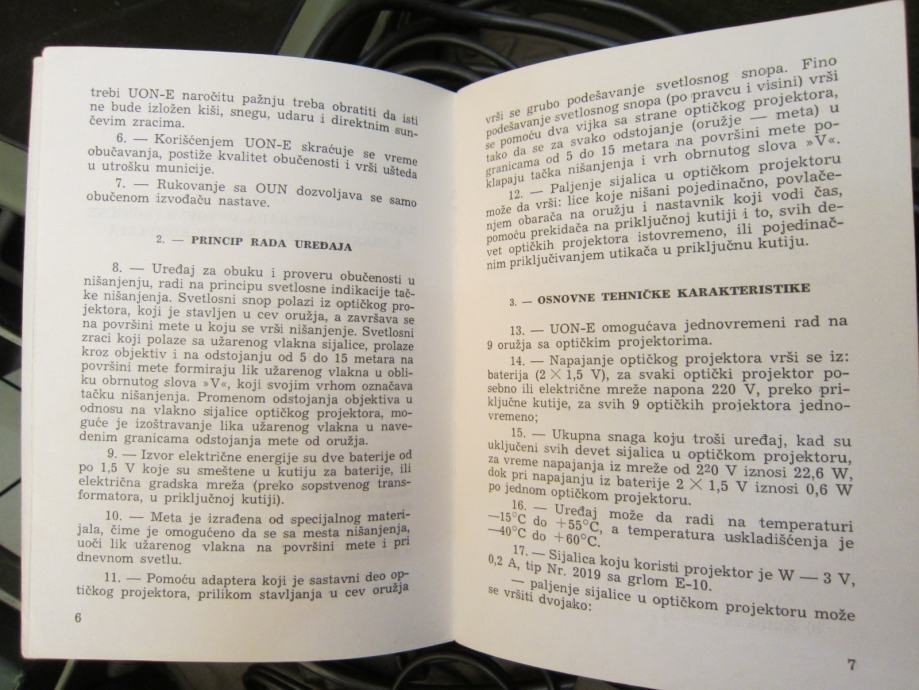 trebi UON-E naročitu pažnju treba obratiti da isti
ne bude izložen kiši, snegu, udaru i direktnim sun-
čevim zracima.
6. — Korišćenjem UON-E skraćuje se vreme
obučavanja, postiže kvalitet obučenosti i vrši ušteda
u utrošku municije.
7. — Rukovanje sa OUN dozvoljava se samo
obučenom izvođaču nastave.
2. — PRINCIP RADA UREĐAJA
8. — Uređaj za obuku i proveru obučenosti u
nišanjenju, radi na principu svetlosne indikacije tač-
ke nišanjenja. Svetlosni snop polazi iz optičkog pro-
jektora, koji je stavljen u cev oružja, a završava se
na površini mete u koju se vrši nišanjenje. Svetlosni
zraci koji polaze sa užarenog vlakna sijalice, prolaze
kroz objektiv i na odstojanju od 5 do 15 metara na
površini mete formiraju lik užarenog vlakna u obli-
ku obrnutog slova »V«, koji svojim vrhom označava
tačku nišanjenja. Promenom odstojanja objektiva u
odnosu na vlakno sijalice optičkog projektora, mo-
guće je izoštravanje lika užarenog vlakna u nave-
denim granicama odstojanja mete od oružja.
9. — Izvor električne energije su dve baterije od
po 1,5 V koje su smeštene u kutiju za baterije, ili
električna gradska mreža (preko sopstvenog trans-
formatora, u priključnoj kutiji).
10. — Meta je izrađena od specijalnog materi-
jala, čime je omogućeno da se sa mesta nišanjenja,
uoči lik užarenog vlakna na površini mete i pri
dnevnom svetlu.
11. — Pomoću adaptera koji je sastavni deo op-
tičkog projektora, prilikom stavljanja u cev oružja
6
vrši se grubo podešavanje svetlosnog snopa. Fino
podešavanje svetlosnog snopa (po pravcu i visini) vrši
se pomoću dva vijka sa strane optičkog projektora,
tako da se za svako odstojanje (oružje — meta) u
granicama od 5 do 15 metara na površini mete po-
klapaju tačka nišanjenja i vrh obrnutog slova »V«.
12. — Paljenje sijalica u optičkom projektoru
može da vrši: lice koje nišani pojedinačno, povlače-
njem obarača na oružju i nastavnik koji vodi čas,
pomoću prekidača na priključnoj kutiji i to, svih de-
vet optičkih projektora istovremeno, ili pojedinač-
nim priključivanjem utikača u priključnu kutiju.
3. — OSNOVNE TEHNIČKE KARAKTERISTIKE
13. — UON-E omogućava jednovremeni rad na
9 oružja sa optičkim projektorima.
14. — Napajanje optičkog projektora vrši se iz:
baterija (2 × 1,5 V), za svaki optički projektor po-
sebno ili električne mreže napona 220 V, preko pri-
ključne kutije, za svih 9 optičkih projektora jedno-
vremeno;
15. — Ukupna snaga koju troši uređaj, kad su
uključeni svih devet sijalica u optičkom projektoru,
za vreme napajanja iz mreže od 220 V iznosi 22,6 W,
dok pri napajanju iz baterije 2 × 1,5 V iznosi 0,6 W
po jednom optičkom projektoru.
16. — Uređaj može da radi na temperaturi
—15°C do +55°C, a temperatura uskladišćenja je
—40°C do +60°C.
17. — Sijalica koju koristi projektor je W — 3 V,
0,2 A, tip Nr. 2019 sa grlom E-10.
— paljenje sijalice u optičkom projektoru može
se vršiti dvojako:
7